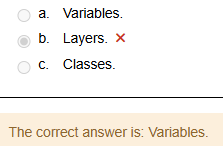 a. Variables.
b. Layers. ✗
c. Classes.
The correct answer is: Variables.